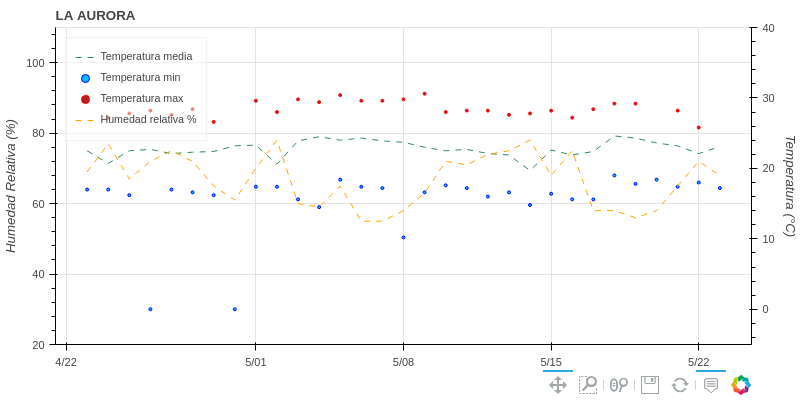 LA AURORA
Temperatura media
Temperatura min
Temperatura max
Humedad relativa %
Humedad Relativa (%)
100
80
60
40
20
40
30
20
10
0
Temperatura (°C)
4/22
5/01
5/08
5/15
5/22